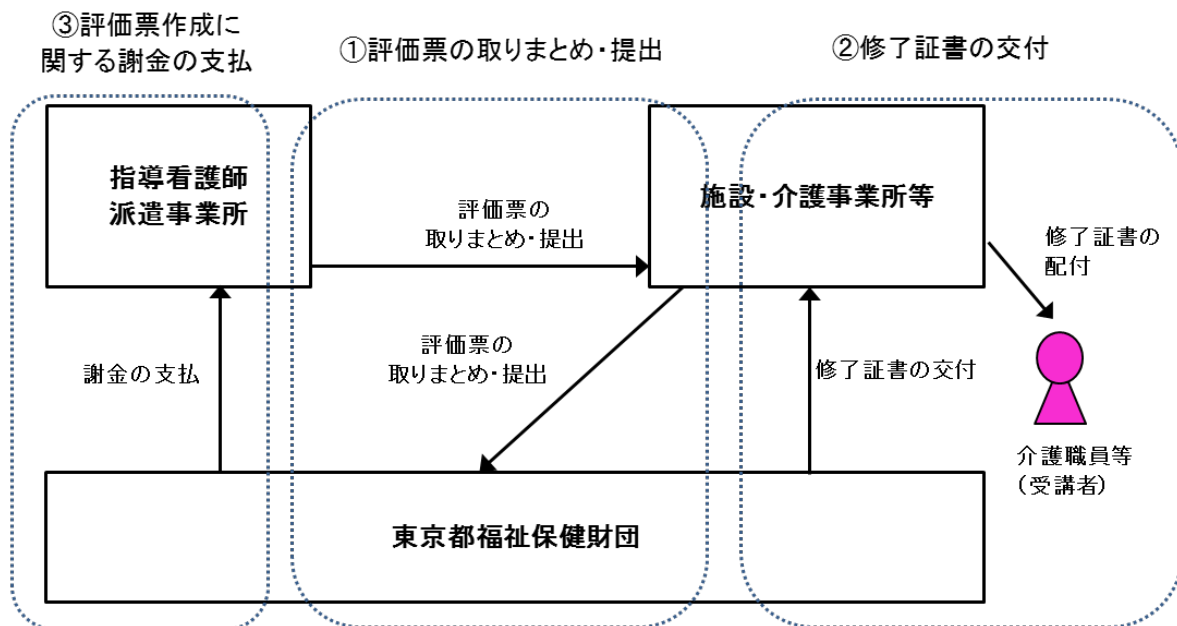 ③評価票作成に
関する謝金の支払
①評価票の取りまとめ・提出
②修了証書の交付
指導看護師
派遣事業所
施設・介護事業所等
評価票の
取りまとめ・提出
修了証書の
配付
評価票の
取りまとめ・提出
謝金の支払
修了証書の交付
介護職員等
（受講者）
東京都福祉保健財団